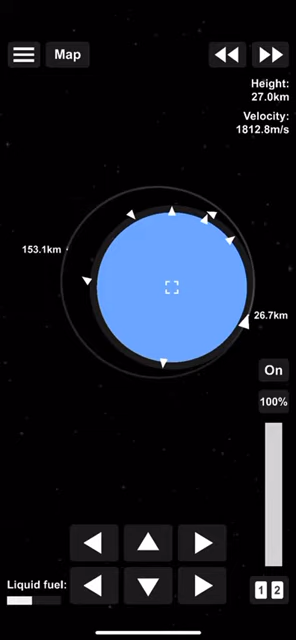 Map
Height:
27.0km
Velocity:
1812.8m/s
153.1km
26.7km
On
100%
Liquid fuel:
1 2